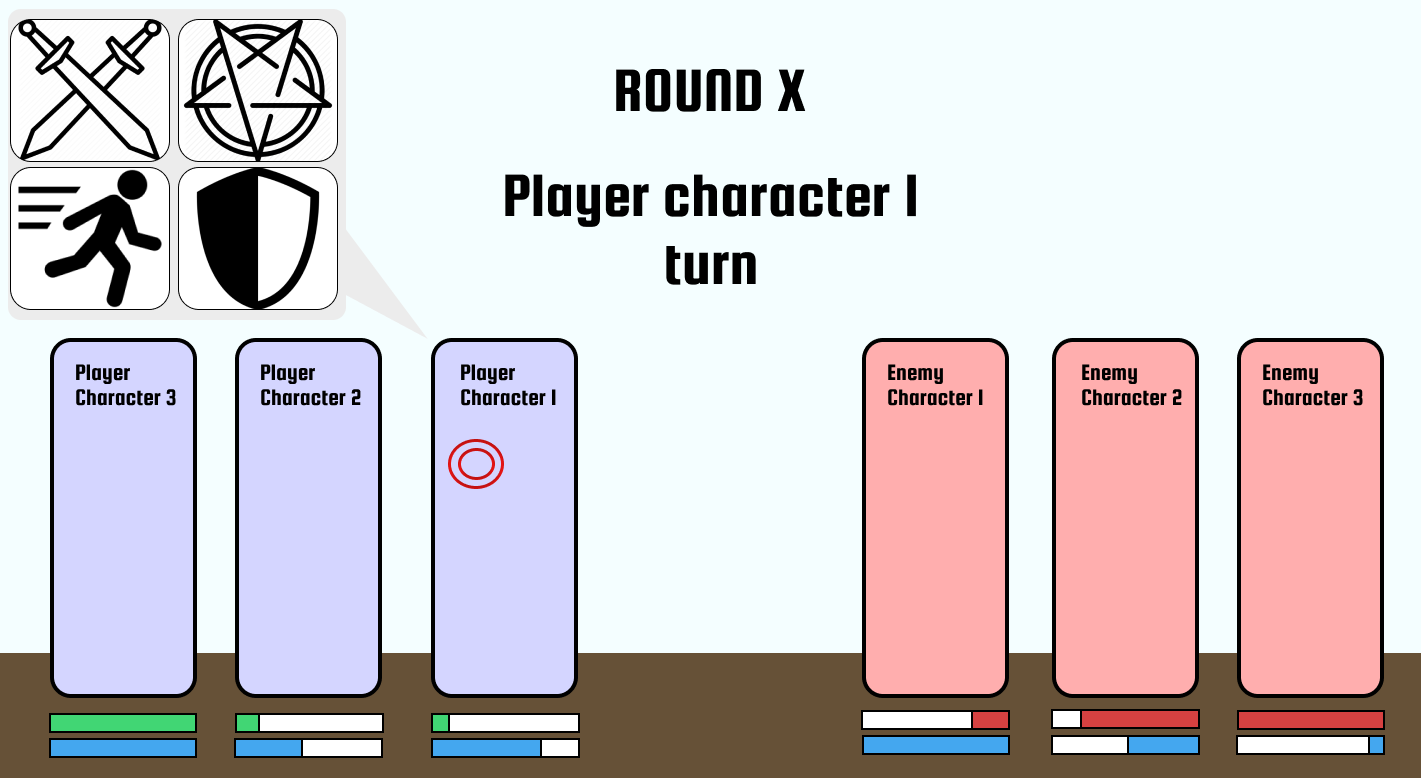 ROUND X
Player character 1
turn
Player
Character 3
Player
Character 2
Player
Character 1
Enemy
Character 1
Enemy
Character 2
Enemy
Character 3